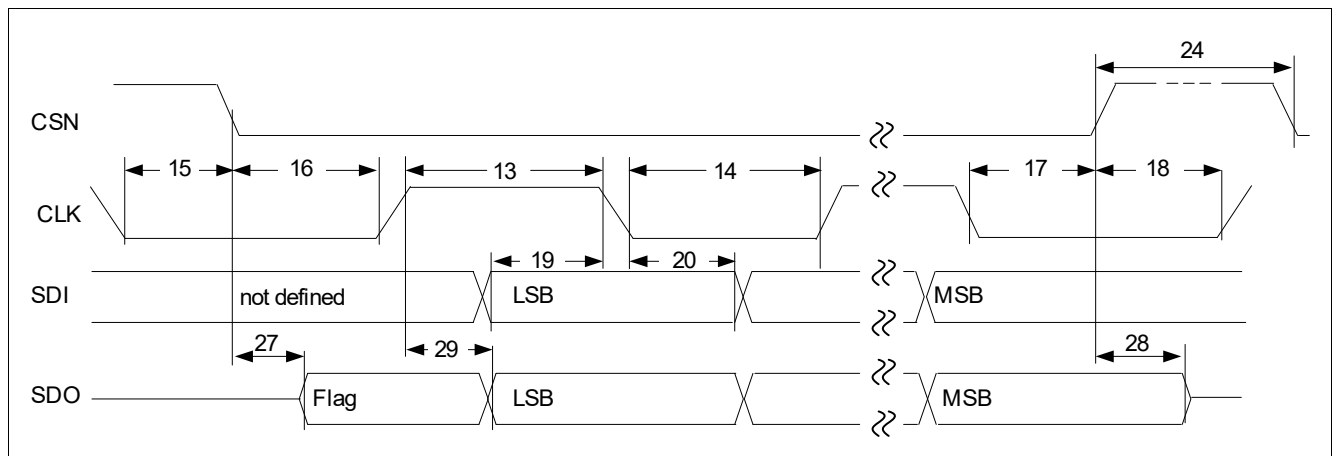 24
CSN
15 16 13 14 17 18
CLK
19 20
SDI not defined LSB MSB
27 29 28
SDO Flag LSB MSB